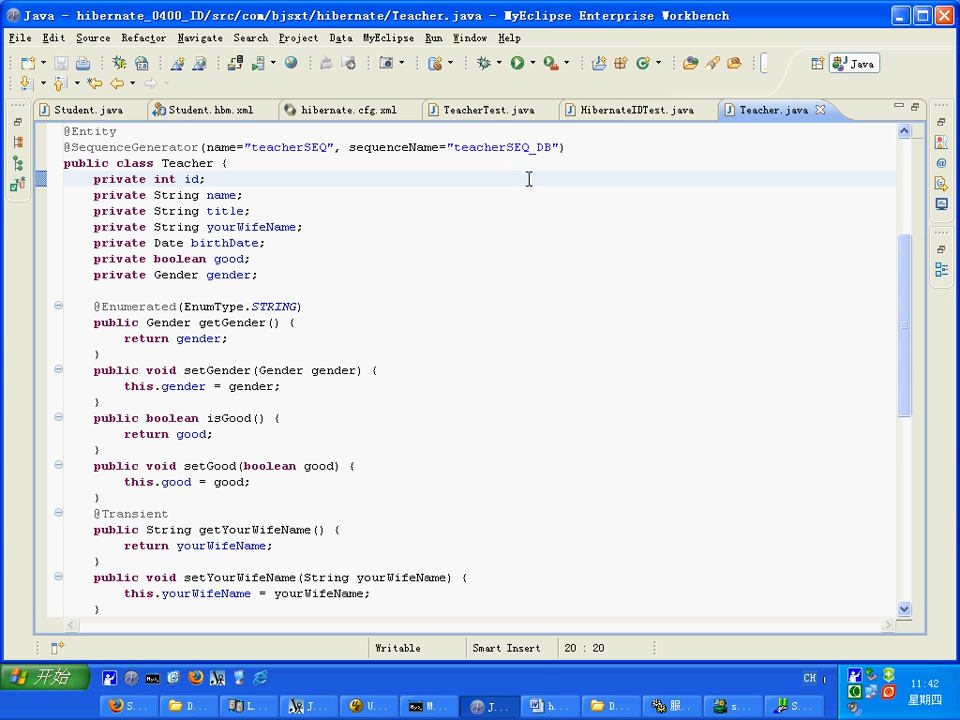 Java - hibernate_0400_ID/src/com/bjsxt/hibernate/Teacher.java - MyEclipse Enterprise Workbench
File Edit Source Refactor Navigate Search Project Data MyEclipse Run Window Help
Java
Student.java Student.hbm.xml hibernate.cfg.xml TeacherTest.java HibernateIDTest.java Teacher.java
@Entity
@SequenceGenerator(name="teacherSEQ", sequenceName="teacherSEQ_DB")
public class Teacher {
private int id;
private String name;
private String title;
private String yourWifeName;
private Date birthDate;
private boolean good;
private Gender gender;
@Enumerated(EnumType.STRING)
public Gender getGender() {
return gender;
}
public void setGender(Gender gender) {
this.gender = gender;
}
public boolean isGood() {
return good;
}
public void setGood(boolean good) {
this.good = good;
}
@Transient
public String getYourWifeName() {
return yourWifeName;
}
public void setYourWifeName(String yourWifeName) {
this.yourWifeName = yourWifeName;
}
Writable Smart Insert 20 : 20
开始 CH 11:42
星期四
S... D... L... J... U... M... J... h... D... 服... s... S...